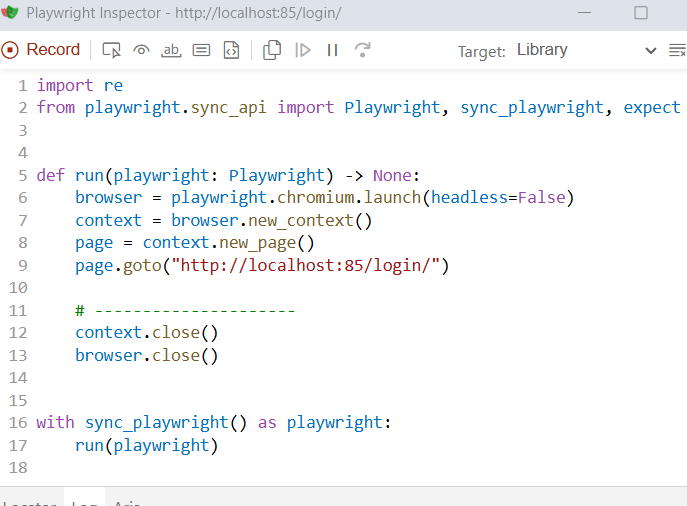 Playwright Inspector - http://localhost:85/login/
Record ab Target: Library
1 import re
2 from playwright.sync_api import Playwright, sync_playwright, expect
3
4
5 def run(playwright: Playwright) -> None:
6     browser = playwright.chromium.launch(headless=False)
7     context = browser.new_context()
8     page = context.new_page()
9     page.goto("http://localhost:85/login/")
10
11     # ---------------------
12     context.close()
13     browser.close()
14
15
16 with sync_playwright() as playwright:
17     run(playwright)
18
Locator Log Aria